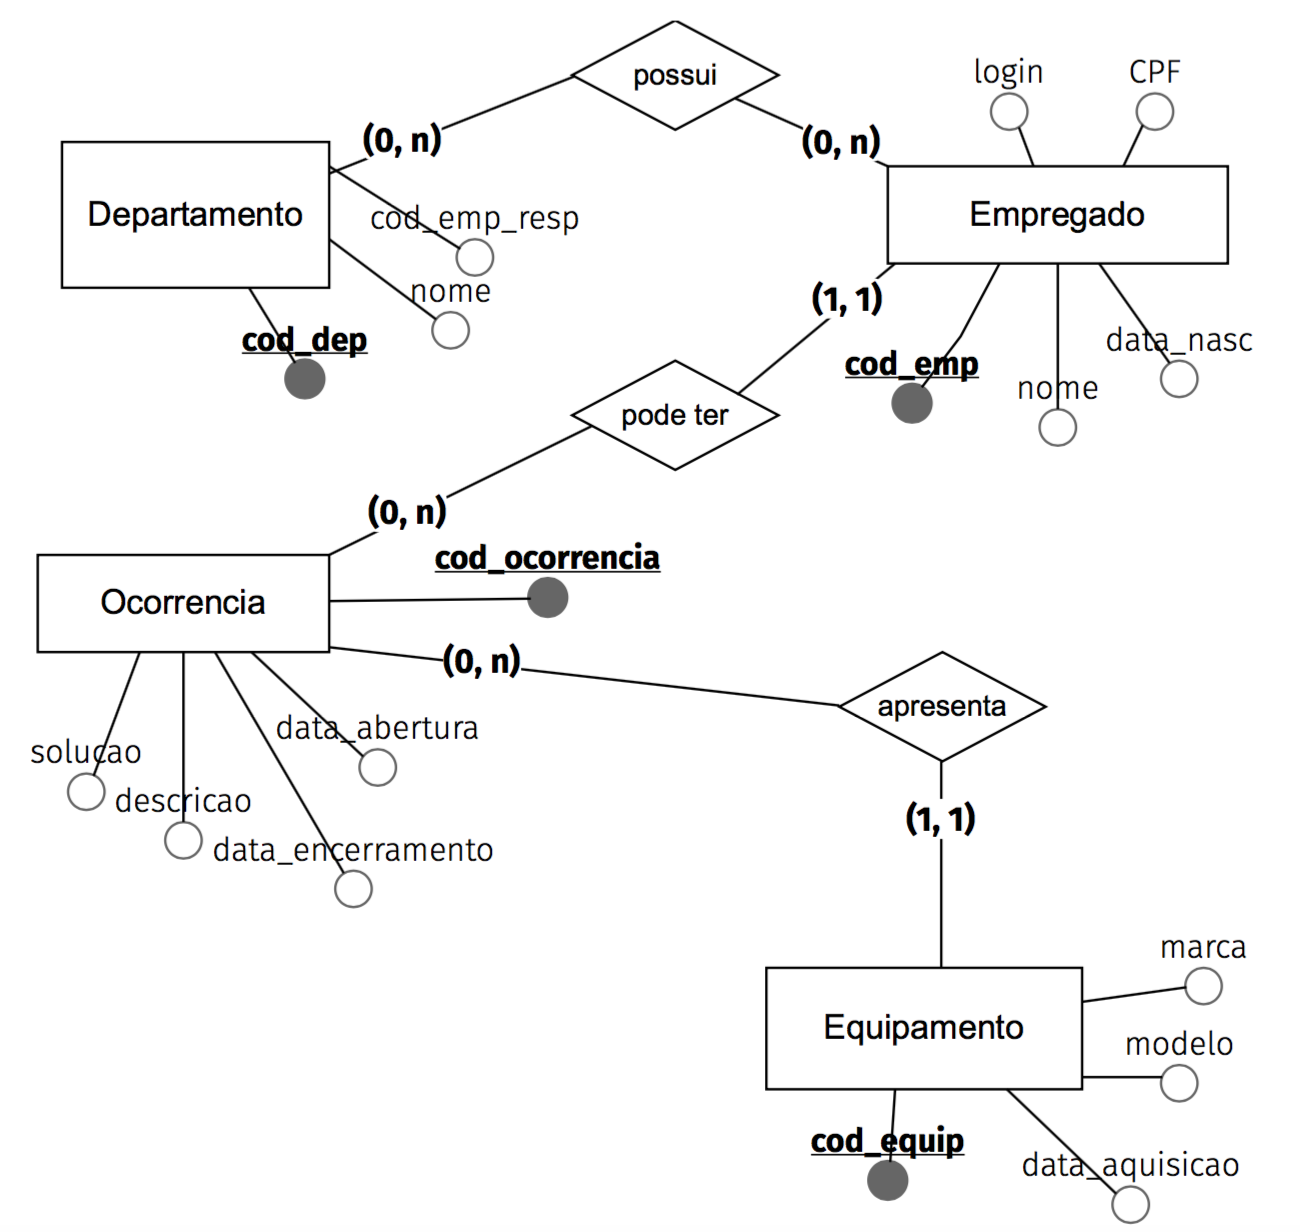 possui
login
CPF
(0, n)
(0, n)
Departamento
Empregado
cod_emp_resp
nome
(1, 1)
cod_dep
cod_emp
data_nasc
nome
pode ter
(0, n)
cod_ocorrencia
Ocorrencia
(0, n)
apresenta
data_abertura
solucao
descricao
data_encerramento
(1, 1)
marca
Equipamento
modelo
cod_equip
data_aquisicao